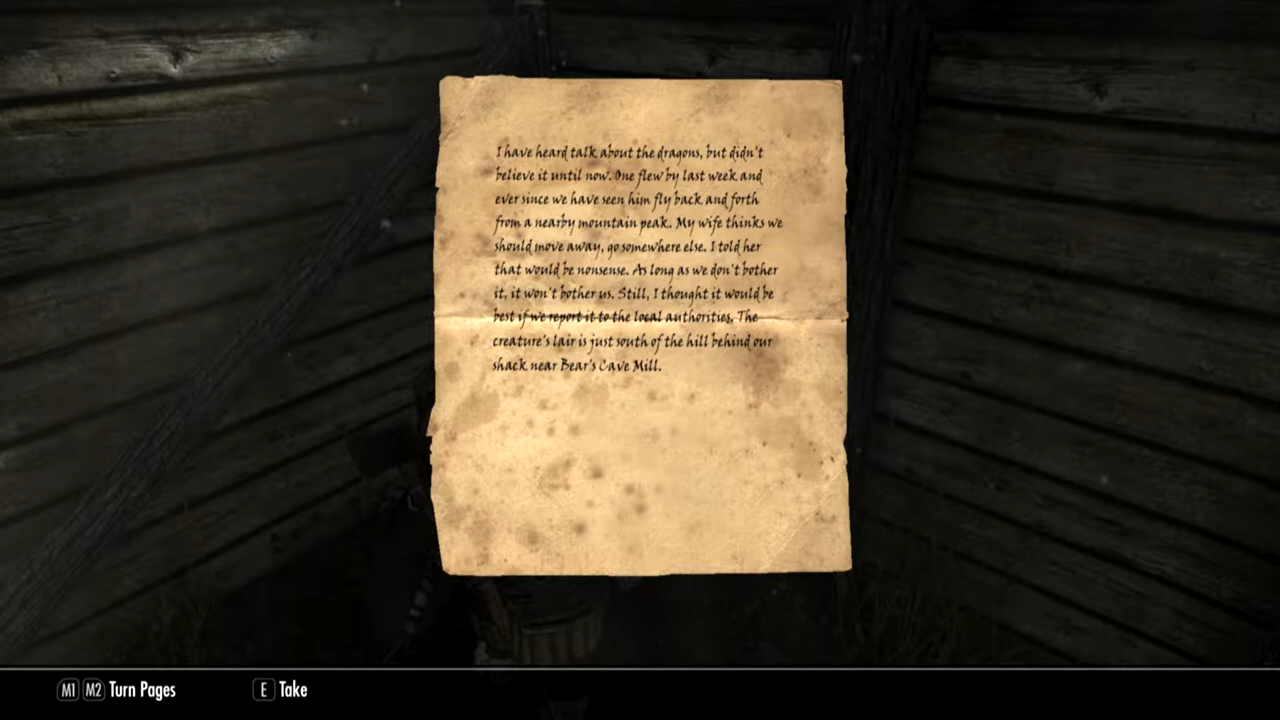 I have heard talk about the dragons, but didn't
believe it until now. One flew by last week and
ever since we have seen him fly back and forth
from a nearby mountain peak. My wife thinks we
should move away, go somewhere else. I told her
that would be nonsense. As long as we don't bother
it, it won't bother us. Still, I thought it would be
best if we report it to the local authorities. The
creature's lair is just south of the hill behind our
shack near Bear's Cave Mill.
M1 M2 Turn Pages
E Take